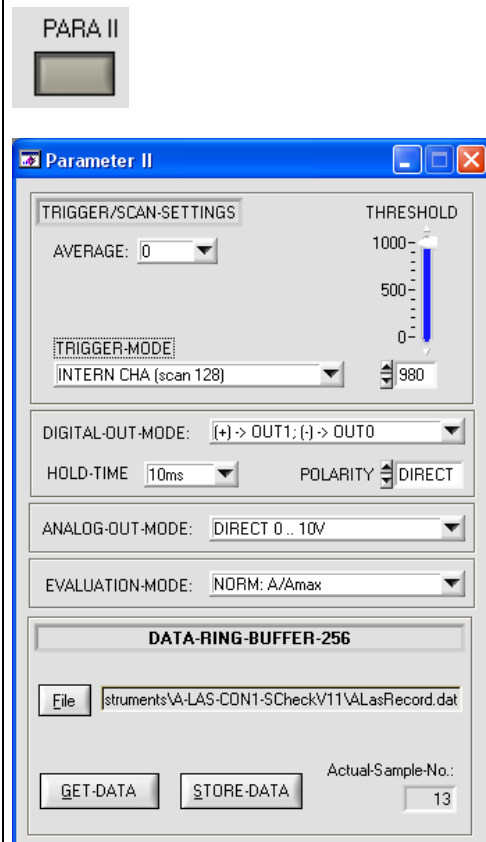 PARA II
Parameter II
TRIGGER/SCAN-SETTINGS
THRESHOLD
AVERAGE: 0
1000
500
0
TRIGGER-MODE
INTERN CHA (scan 128)
980
DIGITAL-OUT-MODE: (+) -> OUT1; (-) -> OUT0
HOLD-TIME 10ms POLARITY DIRECT
ANALOG-OUT-MODE: DIRECT 0 .. 10V
EVALUATION-MODE: NORM: A/Amax
DATA-RING-BUFFER-256
File struments\A-LAS-CON1-SCheckV11\ALasRecord.dat
Actual-Sample-No.:
GET-DATA STORE-DATA 13